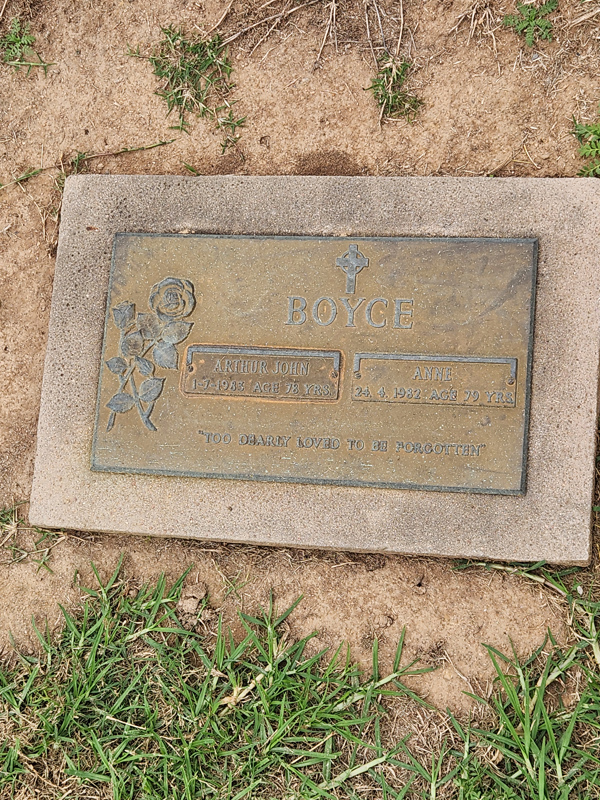 BOYCE
ARTHUR JOHN
1-7-1983 AGE 78 YRS
ANNE
24. 4. 1982 AGE 79 YRS
"TOO DEARLY LOVED TO BE FORGOTTEN"